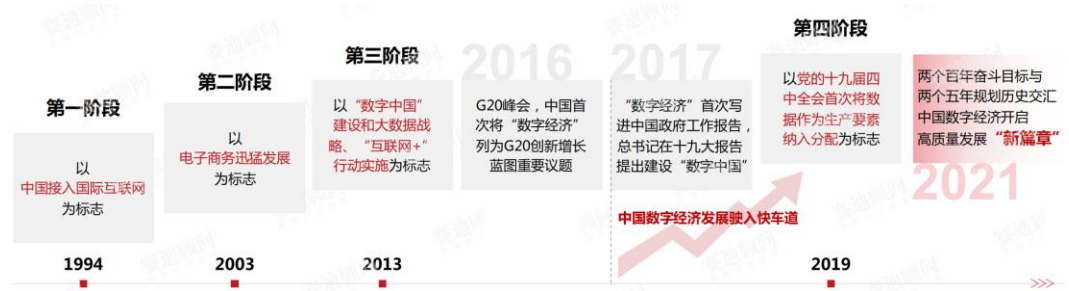 第一阶段
以
中国接入国际互联网
为标志
1994
第二阶段
以
电子商务迅猛发展
为标志
2003
第三阶段
以“数字中国”
建设和大数据战
略、“互联网+”
行动实施为标志
2013
2016
G20峰会，中国首
次将“数字经济”
列为G20创新增长
蓝图重要议题
2017
“数字经济”首次写
进中国政府工作报告，
总书记在十九大报告
提出建设“数字中国”
中国数字经济发展驶入快车道
第四阶段
以党的十九届四
中全会首次将数
据作为生产要素
纳入分配为标志
2019
两个百年奋斗目标与
两个五年规划历史交汇
中国数字经济开启
高质量发展“新篇章”
2021
>>>
赛迪顾问